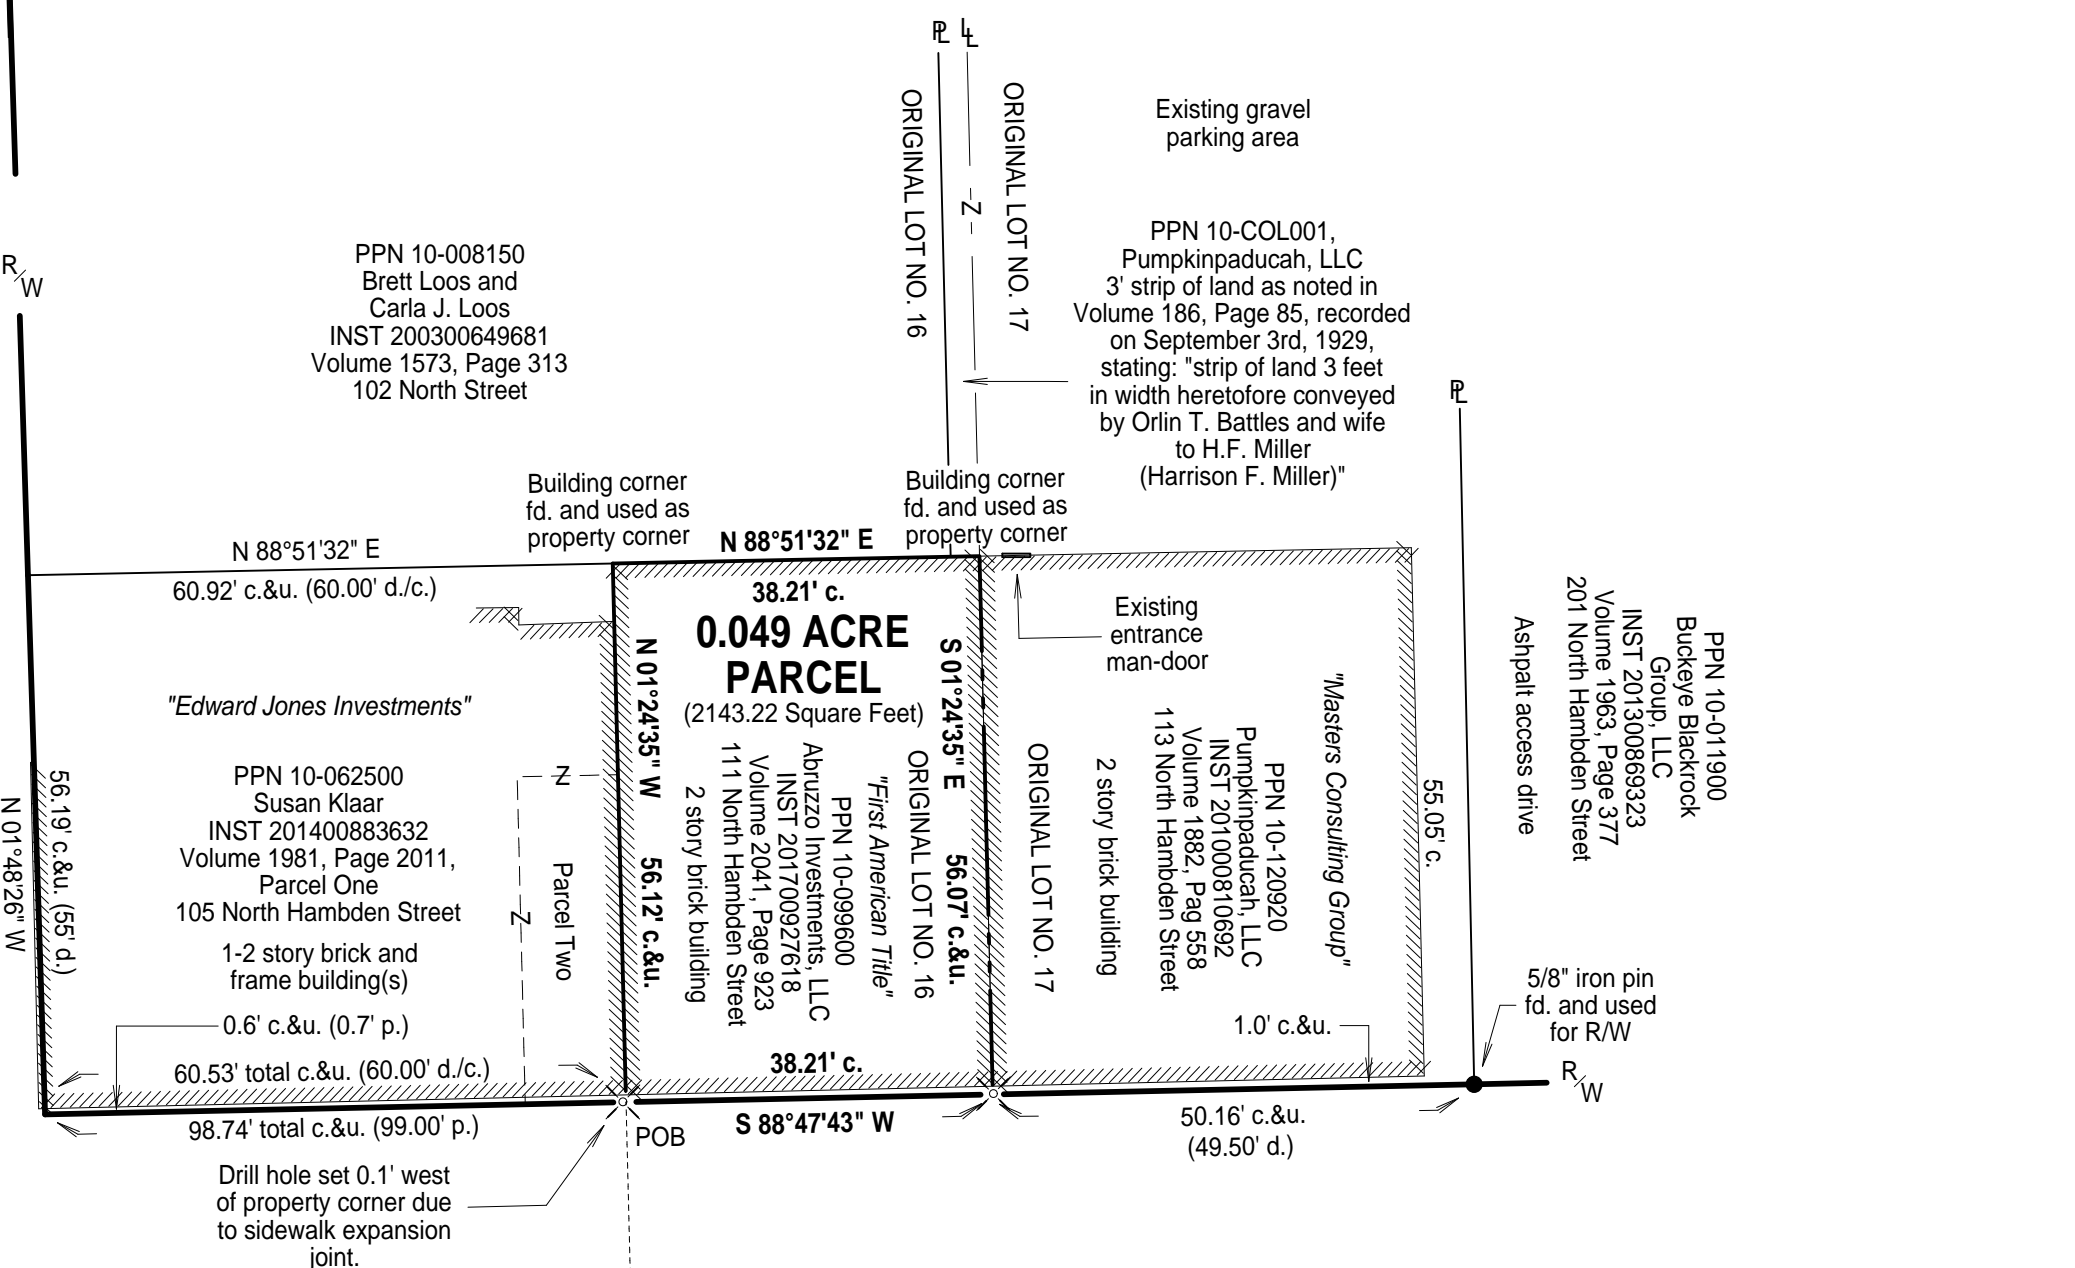 PL LL
ORIGINAL LOT NO. 16
ORIGINAL LOT NO. 17
Z
Existing gravel
parking area
R/W
PPN 10-008150
Brett Loos and
Carla J. Loos
INST 200300649681
Volume 1573, Page 313
102 North Street
PPN 10-COL001,
Pumpkinpaducah, LLC
3' strip of land as noted in
Volume 186, Page 85, recorded
on September 3rd, 1929,
stating: "strip of land 3 feet
in width heretofore conveyed
by Orlin T. Battles and wife
to H.F. Miller
(Harrison F. Miller)"
PL
Building corner
fd. and used as
property corner
Building corner
fd. and used as
property corner
N 88°51'32" E
60.92' c.&u. (60.00' d./c.)
N 88°51'32" E
38.21' c.
0.049 ACRE
PARCEL
(2143.22 Square Feet)
Existing
entrance
man-door
"Edward Jones Investments"
PPN 10-062500
Susan Klaar
INST 201400883632
Volume 1981, Page 2011,
Parcel One
105 North Hambden Street
1-2 story brick and
frame building(s)
0.6' c.&u. (0.7' p.)
60.53' total c.&u. (60.00' d./c.)
98.74' total c.&u. (99.00' p.)
N 01°48'26" W
56.19' c.&u. (55' d.)
Z
Z
Parcel Two
N 01°24'35" W 56.12' c.&u.
S 01°24'35" E 56.07' c.&u.
ORIGINAL LOT NO. 16
"First American Title"
PPN 10-099600
Abruzzo Investments, LLC
INST 201700927618
Volume 2041, Page 923
111 North Hambden Street
2 story brick building
38.21' c.
S 88°47'43" W
POB
ORIGINAL LOT NO. 17
"Masters Consulting Group"
PPN 10-120920
Pumpkinpaducah, LLC
INST 201000810692
Volume 1882, Pag 558
113 North Hambden Street
2 story brick building
55.05' c.
1.0' c.&u.
50.16' c.&u.
(49.50' d.)
PPN 10-011900
Buckeye Blackrock
Group, LLC
INST 201300869323
Volume 1963, Page 377
201 North Hambden Street
Ashpalt access drive
5/8" iron pin
fd. and used
for R/W
R/W
Drill hole set 0.1' west
of property corner due
to sidewalk expansion
joint.